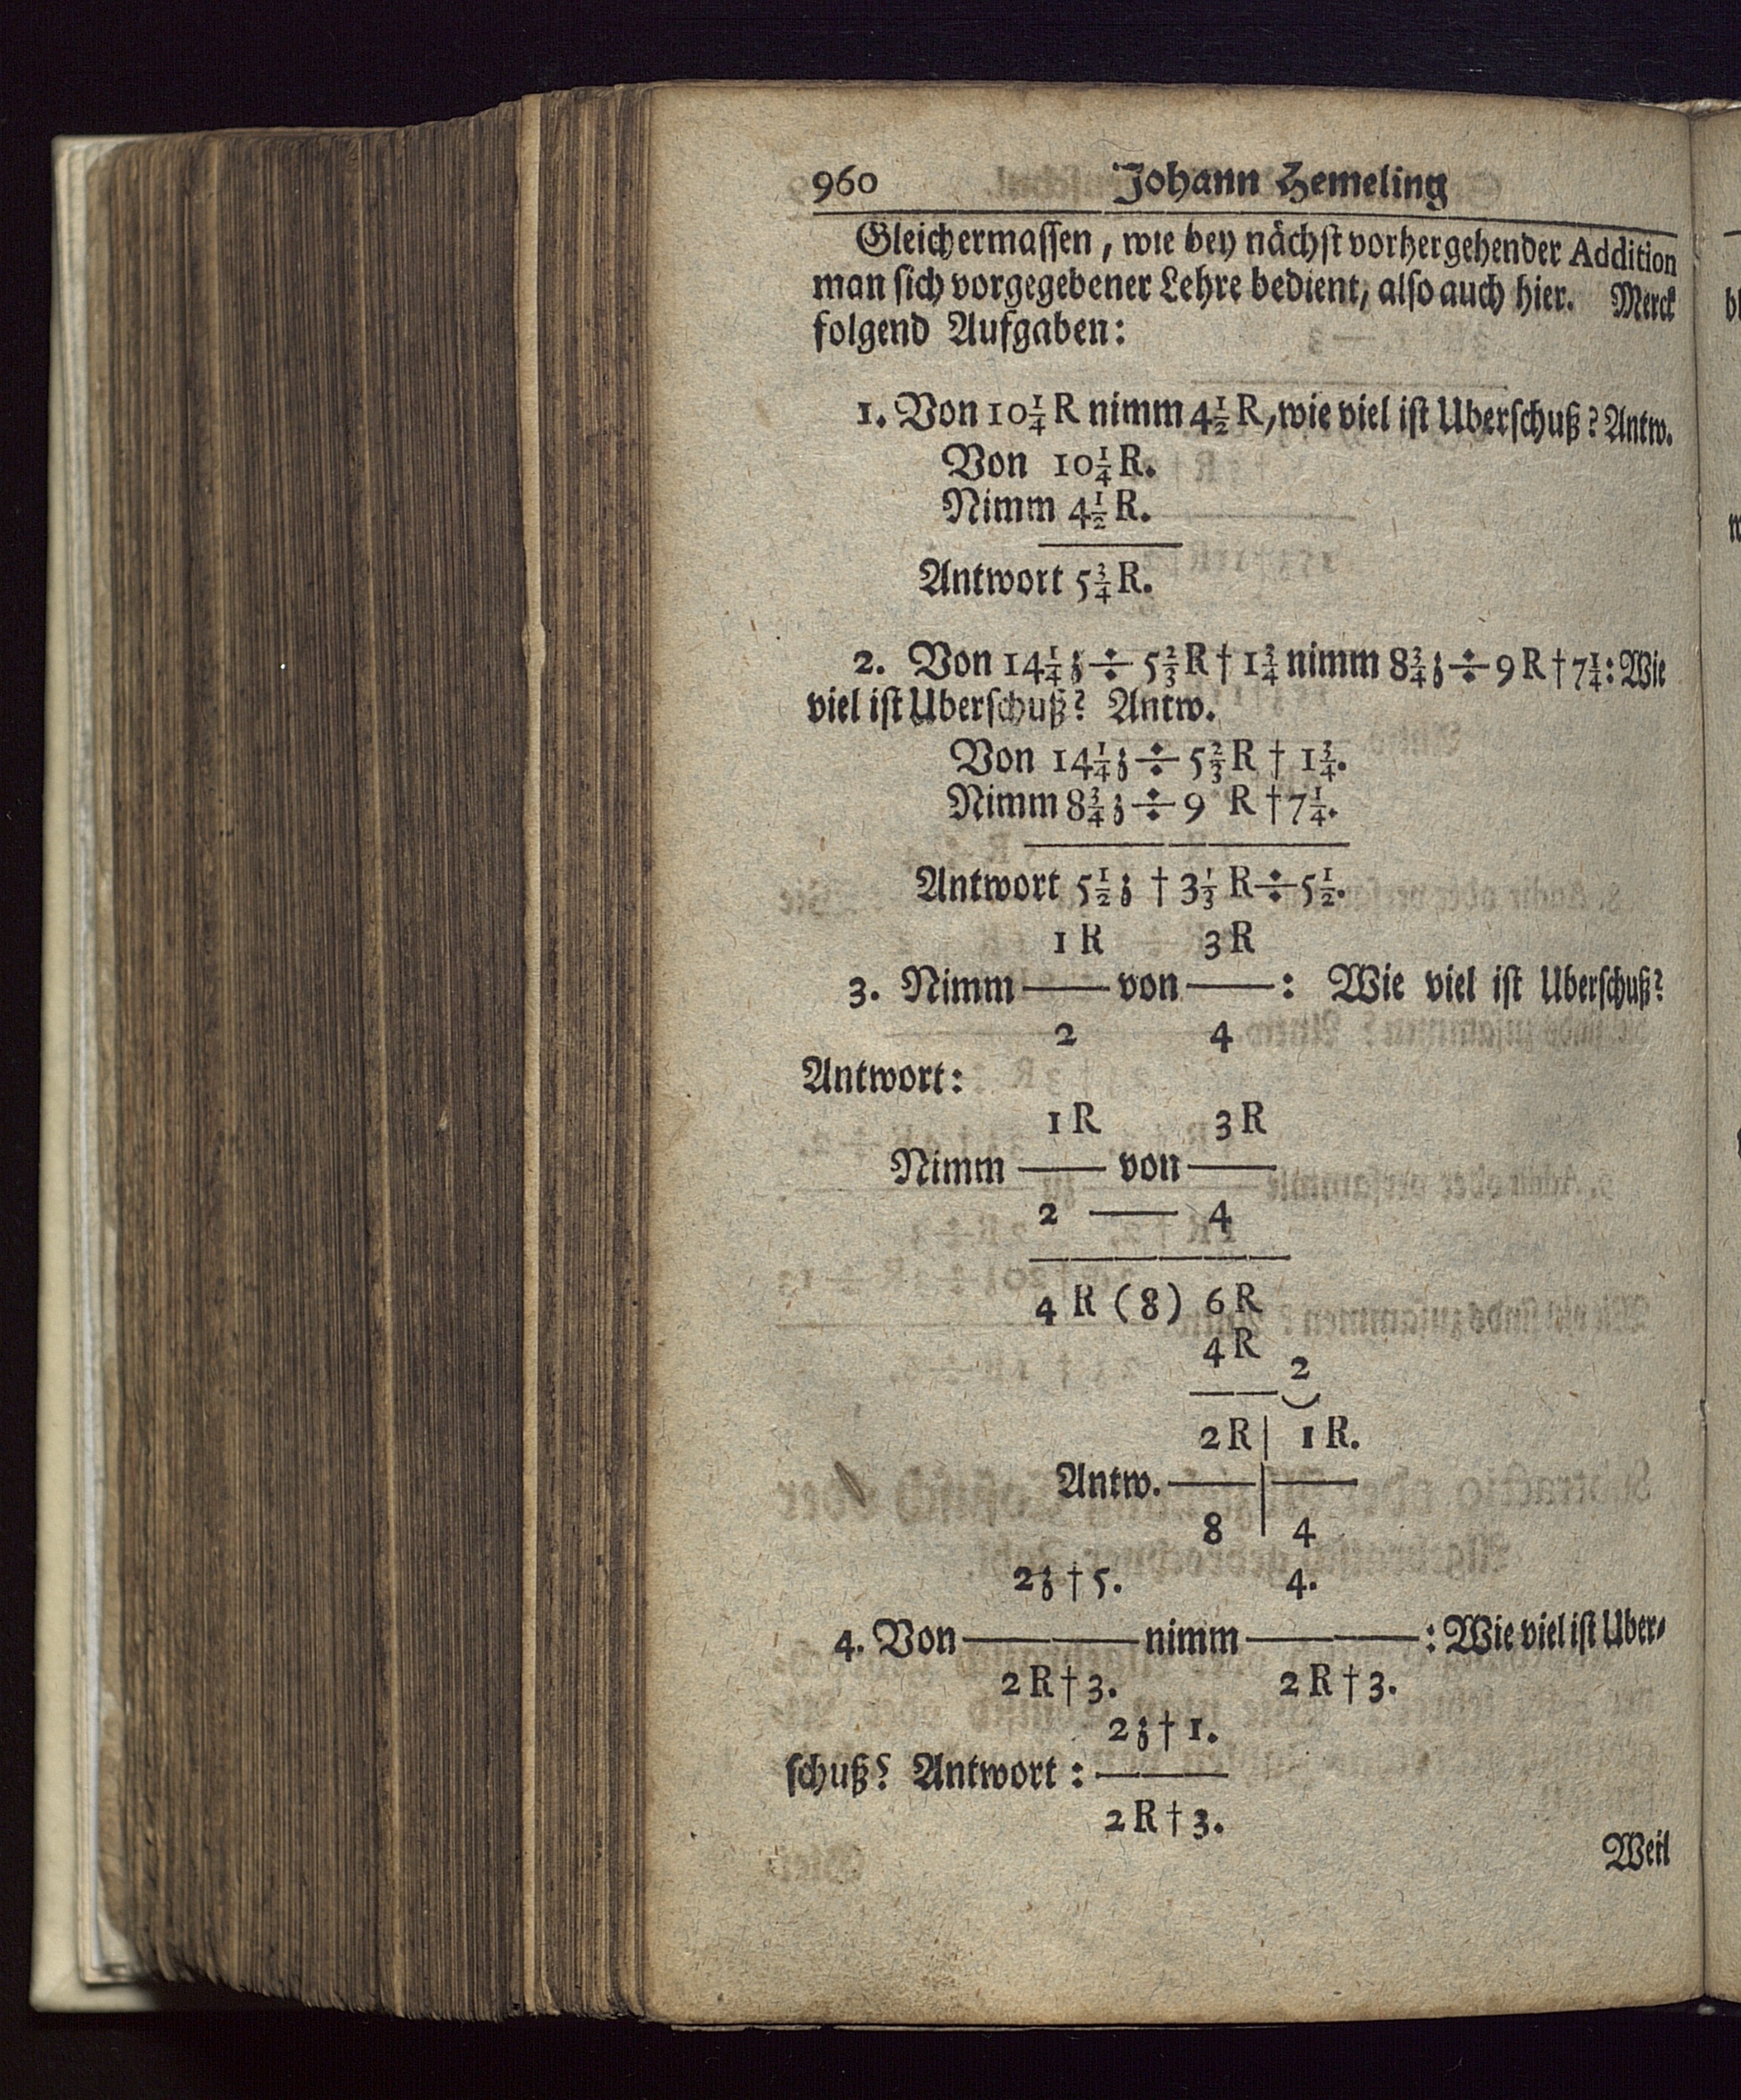 960 Johann Hemeling
Gleichermassen, wie bey nächst vorhergehender Addition
man sich vorgegebener Lehre bedient, also auch hier. Merck
folgend Aufgaben:
1. Von 10¼ R nimm 4½ R, wie viel ist Uberschuß? Antw.
Von 10¼ R.
Nimm 4½ R.
Antwort 5¾ R.
2. Von 14¼ ʒ ÷ 5⅔ R † 1¾ nimm 8¾ ʒ ÷ 9 R † 7¼: Wie
viel ist Uberschuß? Antw.
Von 14¼ ʒ ÷ 5⅔ R † 1¾.
Nimm 8¾ ʒ ÷ 9 R † 7¼.
Antwort 5½ ʒ † 3⅓ R ÷ 5½.
1 R 3 R
3. Nimm —— von ——: Wie viel ist Uberschuß?
2 4
Antwort:
1 R 3 R
Nimm —— von ——
2 —— 4
4 R (8) 6 R
4 R 2
2 R | 1 R.
Antw. —— | ——
8 | 4
2 ʒ † 5. 4.
4. Von ———— nimm ————: Wie viel ist Uber-
2 R † 3. 2 R † 3.
2 ʒ † 1.
schuß? Antwort: ———
2 R † 3.
Weil